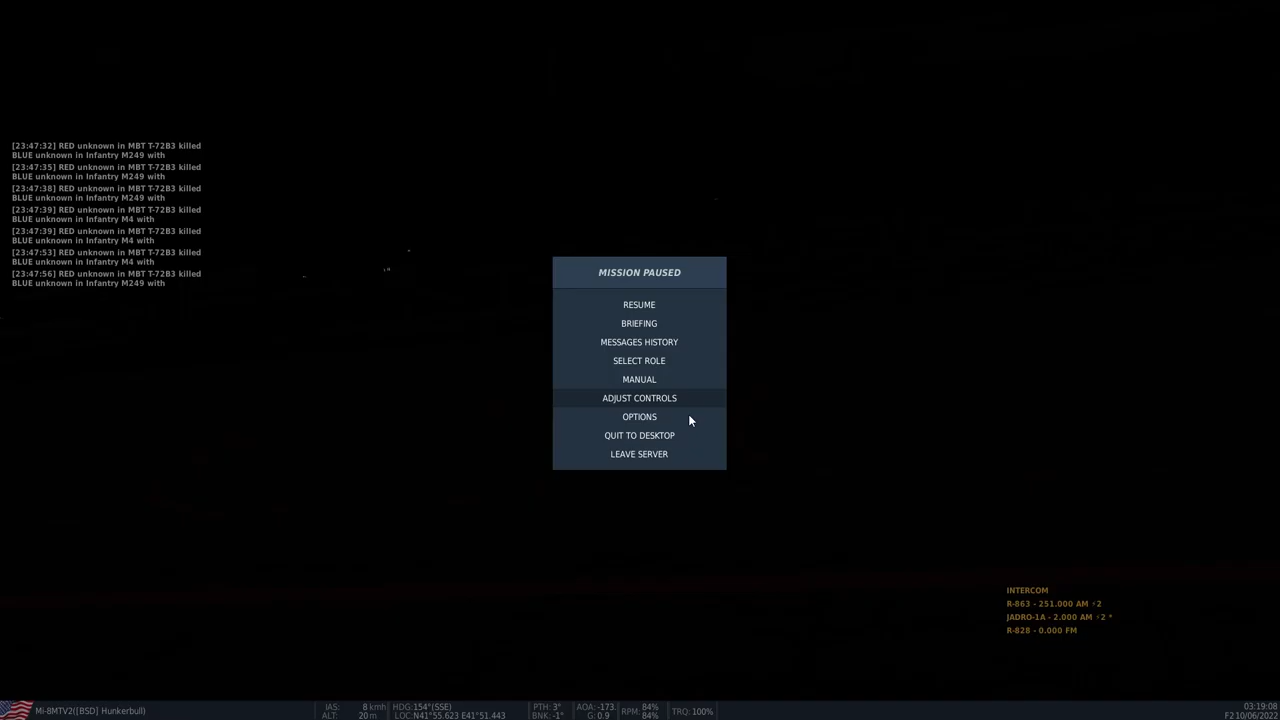 [23:47:32] RED unknown in MBT T-72B3 killed
BLUE unknown in Infantry M249 with
[23:47:35] RED unknown in MBT T-72B3 killed
BLUE unknown in Infantry M249 with
[23:47:38] RED unknown in MBT T-72B3 killed
BLUE unknown in Infantry M249 with
[23:47:39] RED unknown in MBT T-72B3 killed
BLUE unknown in Infantry M4 with
[23:47:39] RED unknown in MBT T-72B3 killed
BLUE unknown in Infantry M4 with
[23:47:53] RED unknown in MBT T-72B3 killed
BLUE unknown in Infantry M4 with
[23:47:56] RED unknown in MBT T-72B3 killed
BLUE unknown in Infantry M249 with
MISSION PAUSED
RESUME
BRIEFING
MESSAGES HISTORY
SELECT ROLE
MANUAL
ADJUST CONTROLS
OPTIONS
QUIT TO DESKTOP
LEAVE SERVER
INTERCOM
R-863 - 251.000 AM ⚡2
JADRO-1A - 2.000 AM ⚡2 *
R-828 - 0.000 FM
Mi-8MTV2([BSD] Hunkerbull)
IAS: 8 kmh
ALT: 20 m
HDG:154°(SSE)
LOC:N41°55.623 E41°51.443
PTH: 3°
BNK: -1°
AOA:-173.
G: 0.9
RPM: 84%
84%
TRQ: 100%
03:19:08
F2 10/06/2022